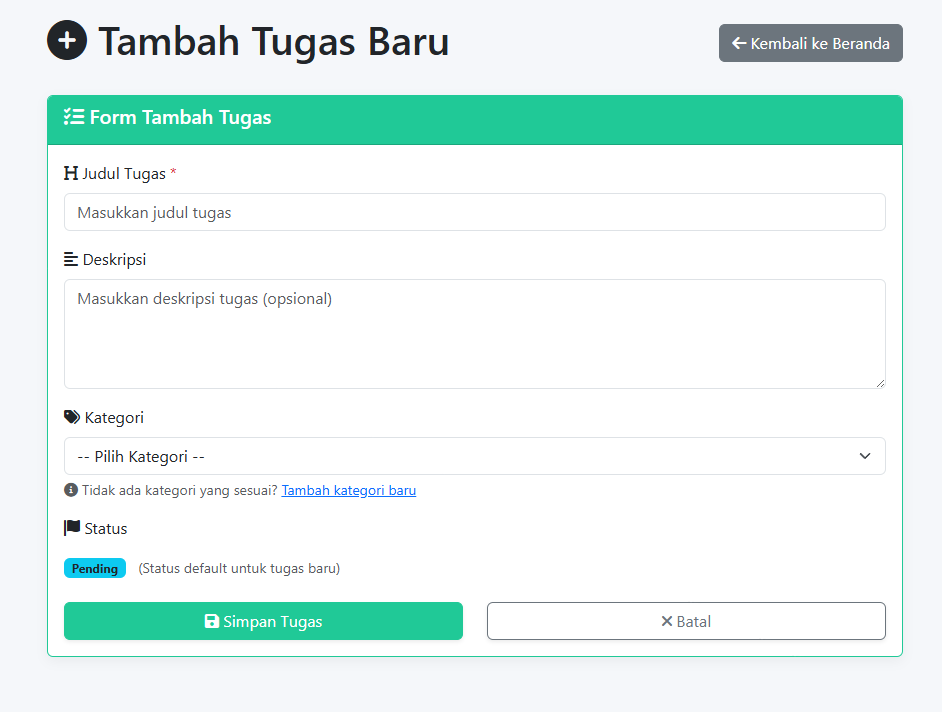 Tambah Tugas Baru
Kembali ke Beranda
Form Tambah Tugas
Judul Tugas *
Masukkan judul tugas
Deskripsi
Masukkan deskripsi tugas (opsional)
Kategori
-- Pilih Kategori --
Tidak ada kategori yang sesuai? Tambah kategori baru
Status
Pending (Status default untuk tugas baru)
Simpan Tugas
Batal